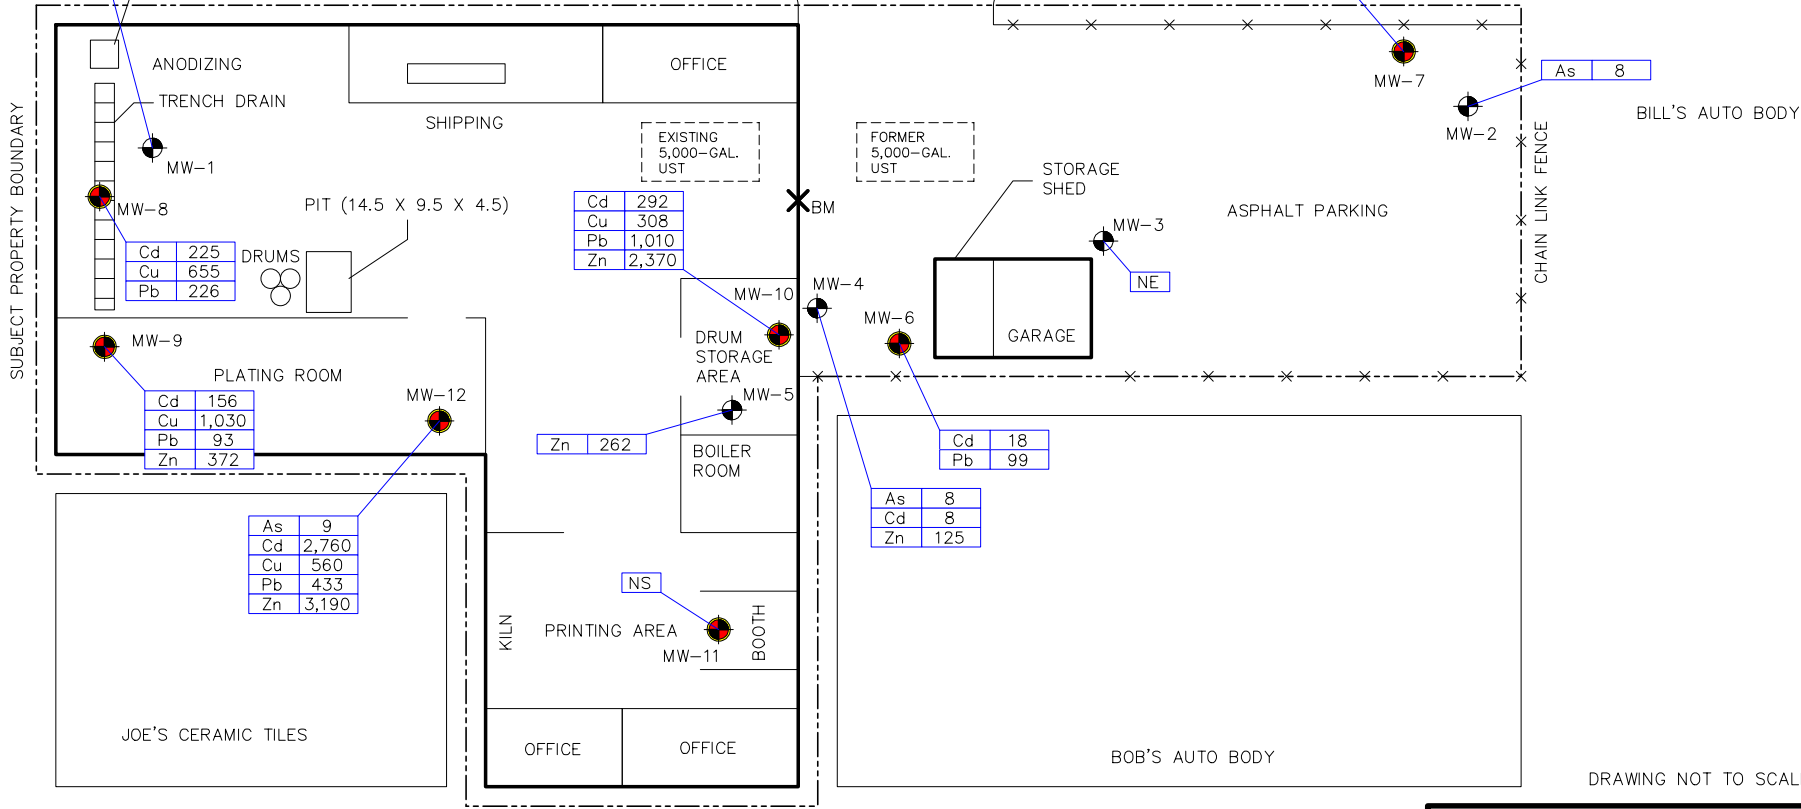 ANODIZING
TRENCH DRAIN
SHIPPING
OFFICE
EXISTING
5,000-GAL.
UST
FORMER
5,000-GAL.
UST
MW-7
As 8
MW-2
BILL'S AUTO BODY
CHAIN LINK FENCE
SUBJECT PROPERTY BOUNDARY
MW-1
MW-8
PIT (14.5 X 9.5 X 4.5)
DRUMS
Cd 225
Cu 655
Pb 226
Cd 292
Cu 308
Pb 1,010
Zn 2,370
BM
STORAGE
SHED
ASPHALT PARKING
MW-3
NE
MW-10
MW-4
MW-6
GARAGE
DRUM
STORAGE
AREA
MW-9
PLATING ROOM
MW-12
MW-5
Cd 156
Cu 1,030
Pb 93
Zn 372
Zn 262
BOILER
ROOM
Cd 18
Pb 99
As 8
Cd 8
Zn 125
As 9
Cd 2,760
Cu 560
Pb 433
Zn 3,190
NS
KILN
PRINTING AREA
BOOTH
MW-11
JOE'S CERAMIC TILES
OFFICE
OFFICE
BOB'S AUTO BODY
DRAWING NOT TO SCAL